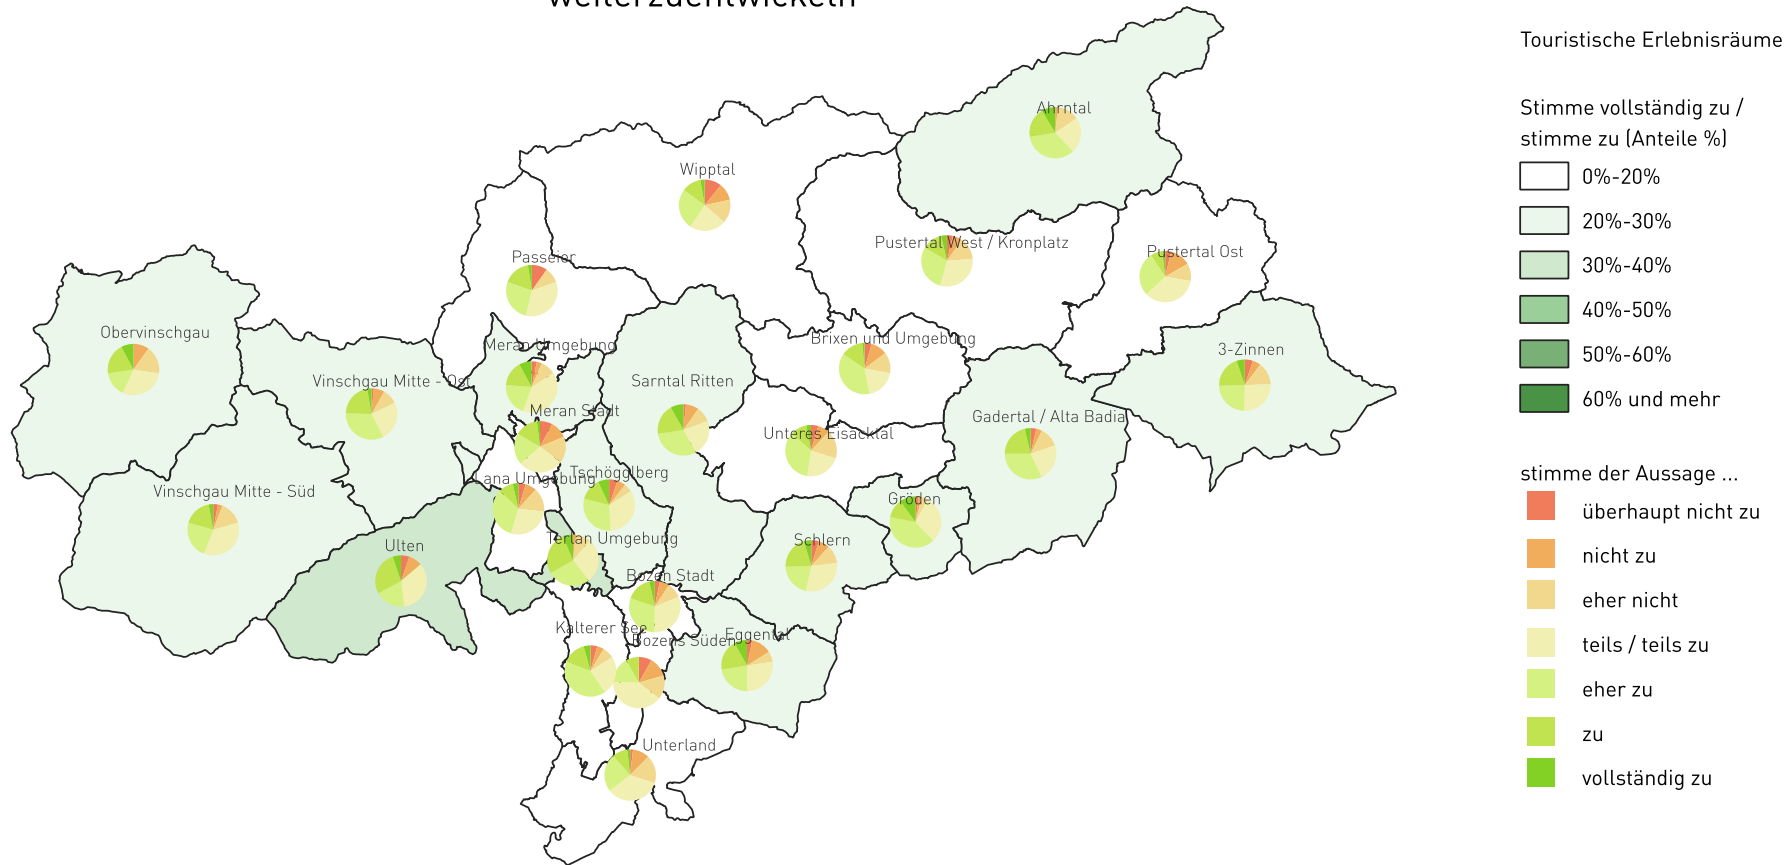 weiterzuentwickeln
Touristische Erlebnisräume
Stimme vollständig zu /
stimme zu (Anteile %)
0%-20%
20%-30%
30%-40%
40%-50%
50%-60%
60% und mehr
stimme der Aussage ...
überhaupt nicht zu
nicht zu
eher nicht
teils / teils zu
eher zu
zu
vollständig zu
Ahrntal
Wipptal
Pustertal West / Kronplatz
Pustertal Ost
Passeier
Obervinschgau
Meran Umgebung
Brixen und Umgebung
3-Zinnen
Vinschgau Mitte - Ost
Sarntal Ritten
Meran Stadt
Gadertal / Alta Badia
Unteres Eisacktal
Tschögglberg
Lana Umgebung
Vinschgau Mitte - Süd
Gröden
Terlan Umgebung
Schlern
Ulten
Bozen Stadt
Kalterer See
Bozens Süden
Eggental
Unterland